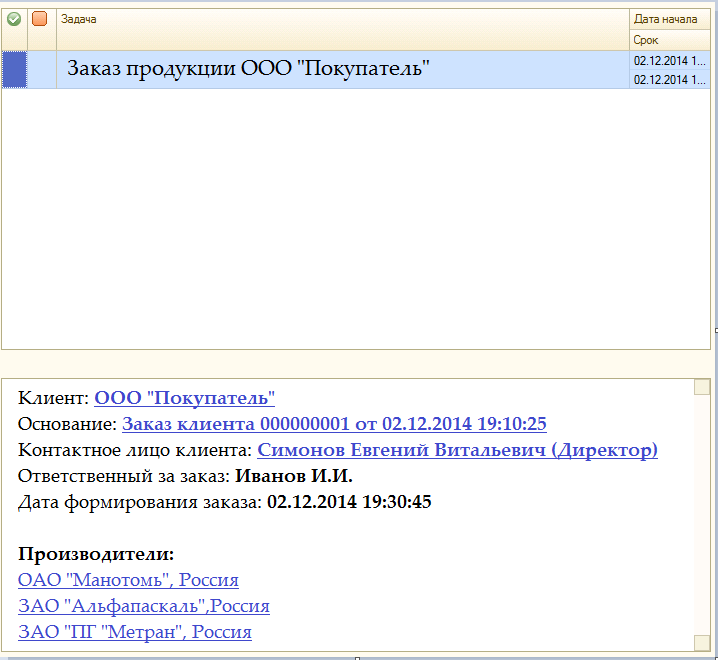 Задача
Дата начала
Срок
Заказ продукции ООО "Покупатель"
02.12.2014 1...
02.12.2014 1...
Клиент: ООО "Покупатель"
Основание: Заказ клиента 000000001 от 02.12.2014 19:10:25
Контактное лицо клиента: Симонов Евгений Витальевич (Директор)
Ответственный за заказ: Иванов И.И.
Дата формирования заказа: 02.12.2014 19:30:45
Производители:
ОАО "Манотомь", Россия
ЗАО "Альфапаскаль",Россия
ЗАО "ПГ "Метран", Россия